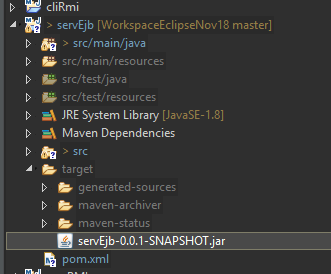 cliRmi
> servEjb [WorkspaceEclipseNov18 master]
> src/main/java
src/main/resources
src/test/java
src/test/resources
JRE System Library [JavaSE-1.8]
Maven Dependencies
> src
target
generated-sources
maven-archiver
maven-status
servEjb-0.0.1-SNAPSHOT.jar
pom.xml